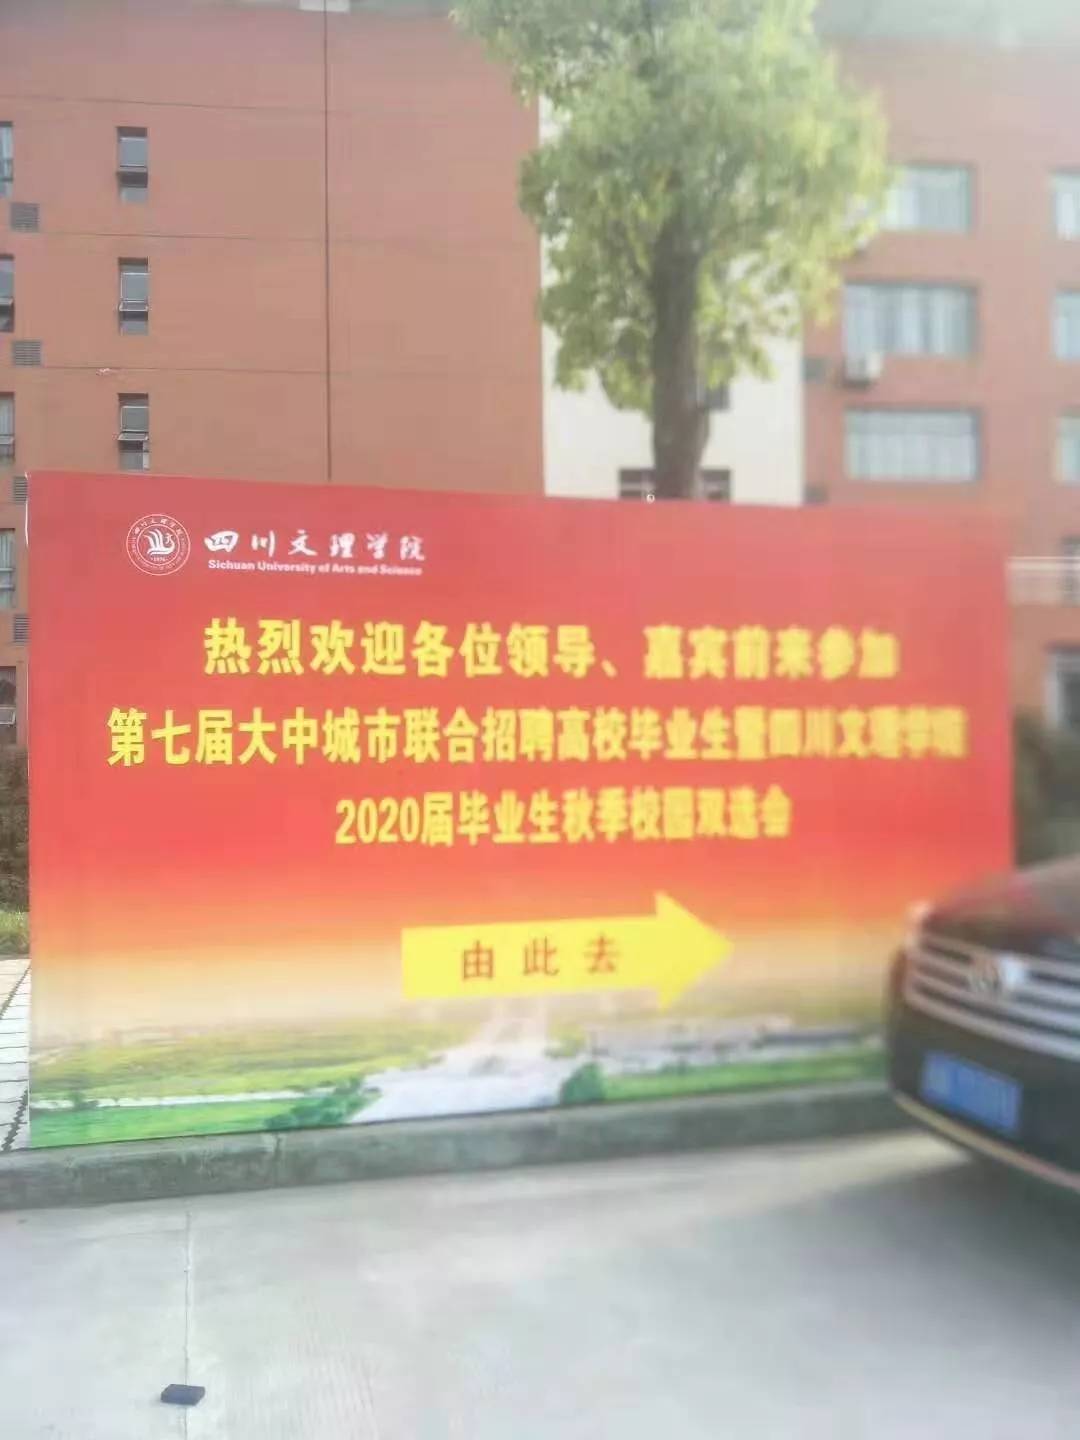 四川文理学院
Sichuan University of Arts and Science
热烈欢迎各位领导、嘉宾前来参加
第七届大中城市联合招聘高校毕业生暨四川文理学院
2020届毕业生秋季校园双选会
由此去